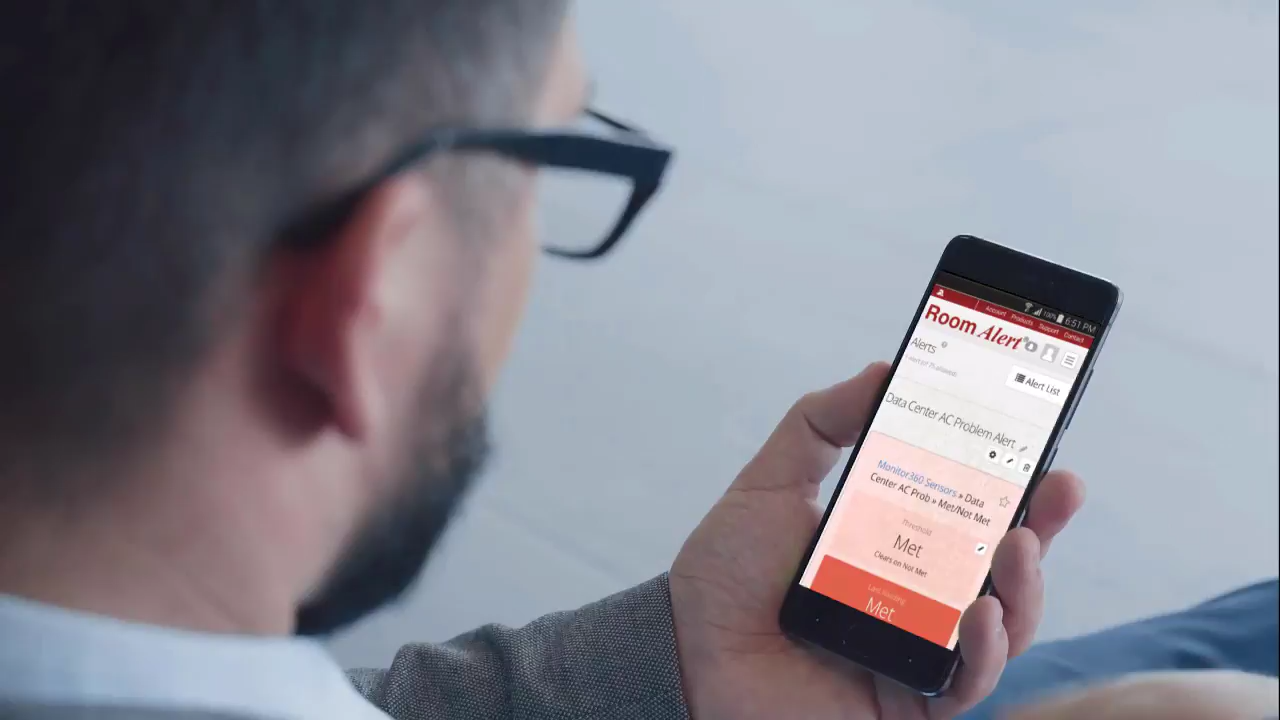 100% 6:51 PM
Account Products Support Contact
Room Alert
Alerts
Alert List
Data Center AC Problem Alert
Monitor360 Sensors » Data
Center AC Prob » Met/Not Met
Threshold
Met
Clears on Not Met
Last Reading
Met